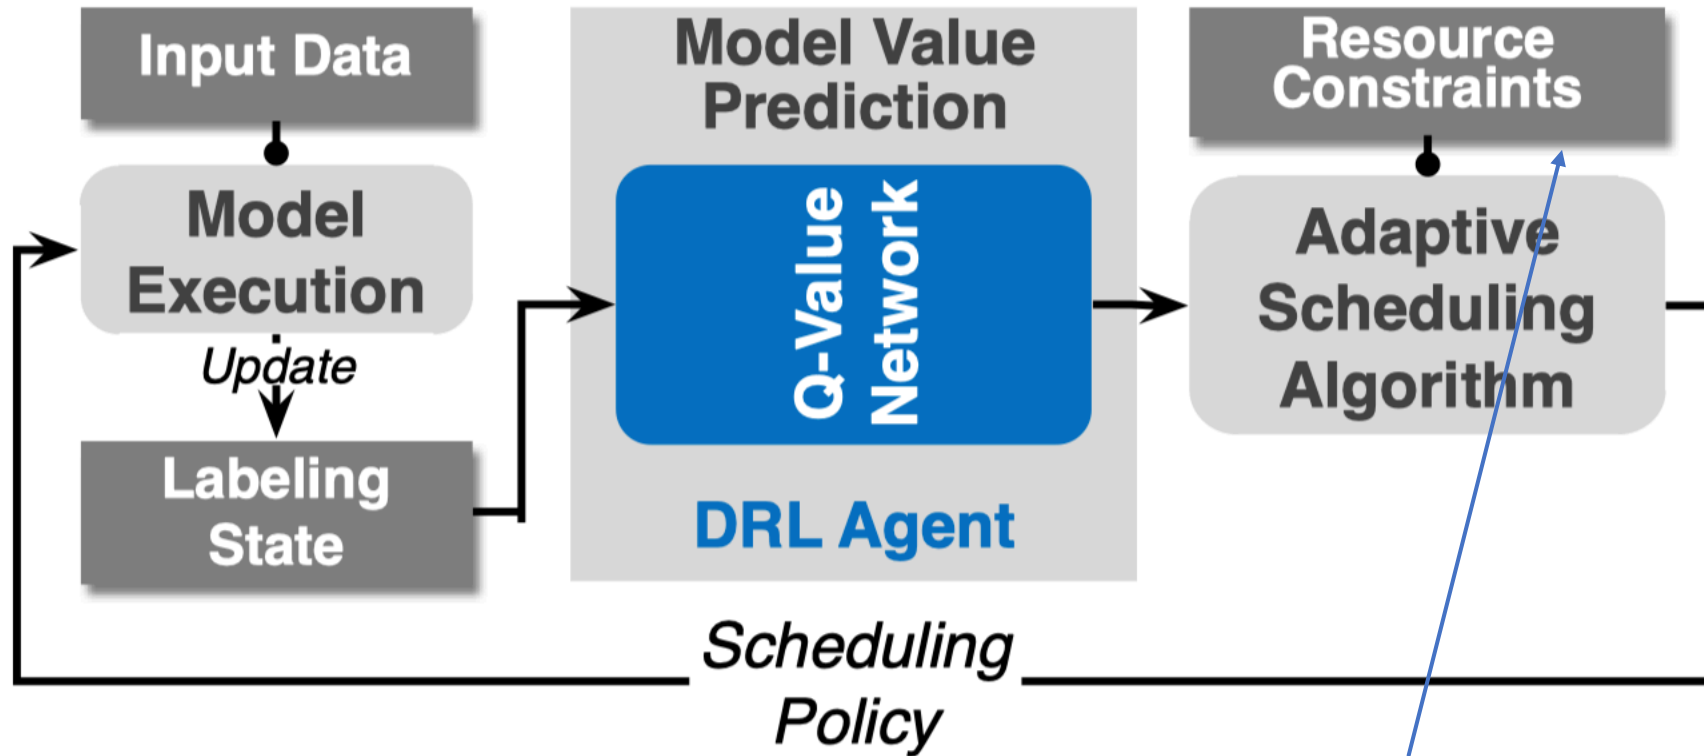 Input Data
Model
Execution
Update
Labeling
State
Model Value
Prediction
Q-Value
Network
DRL Agent
Resource
Constraints
Adaptive
Scheduling
Algorithm
Scheduling
Policy